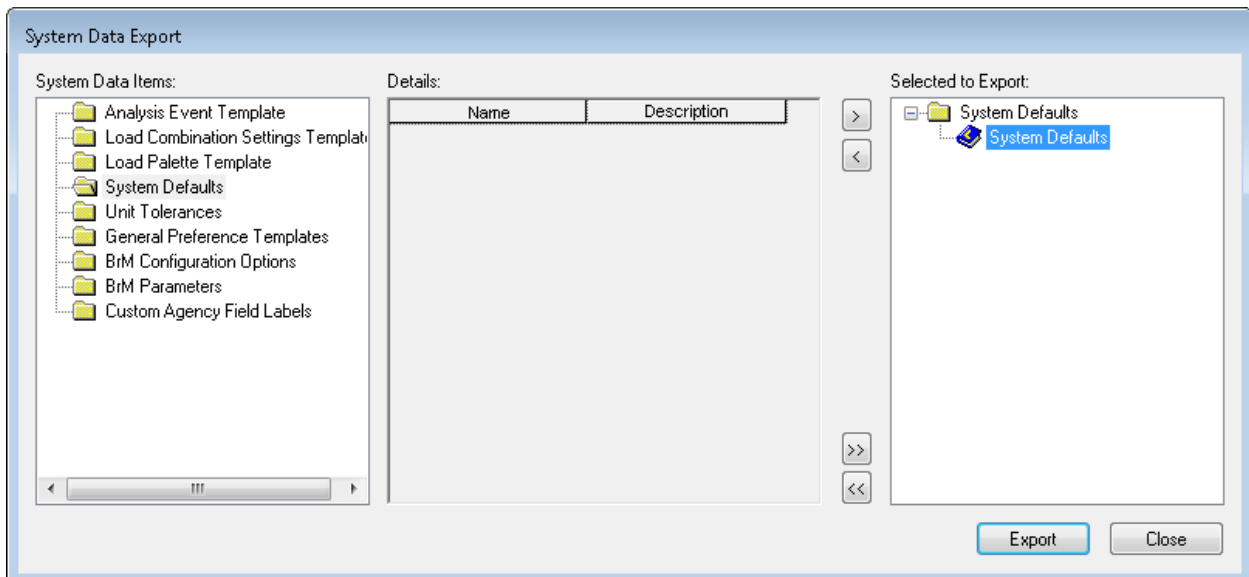 System Data Export
System Data Items:
Analysis Event Template
Load Combination Settings Templat
Load Palette Template
System Defaults
Unit Tolerances
General Preference Templates
BrM Configuration Options
BrM Parameters
Custom Agency Field Labels
Details:
Name Description
>
<
>>
<<
Selected to Export:
System Defaults
System Defaults
Export Close